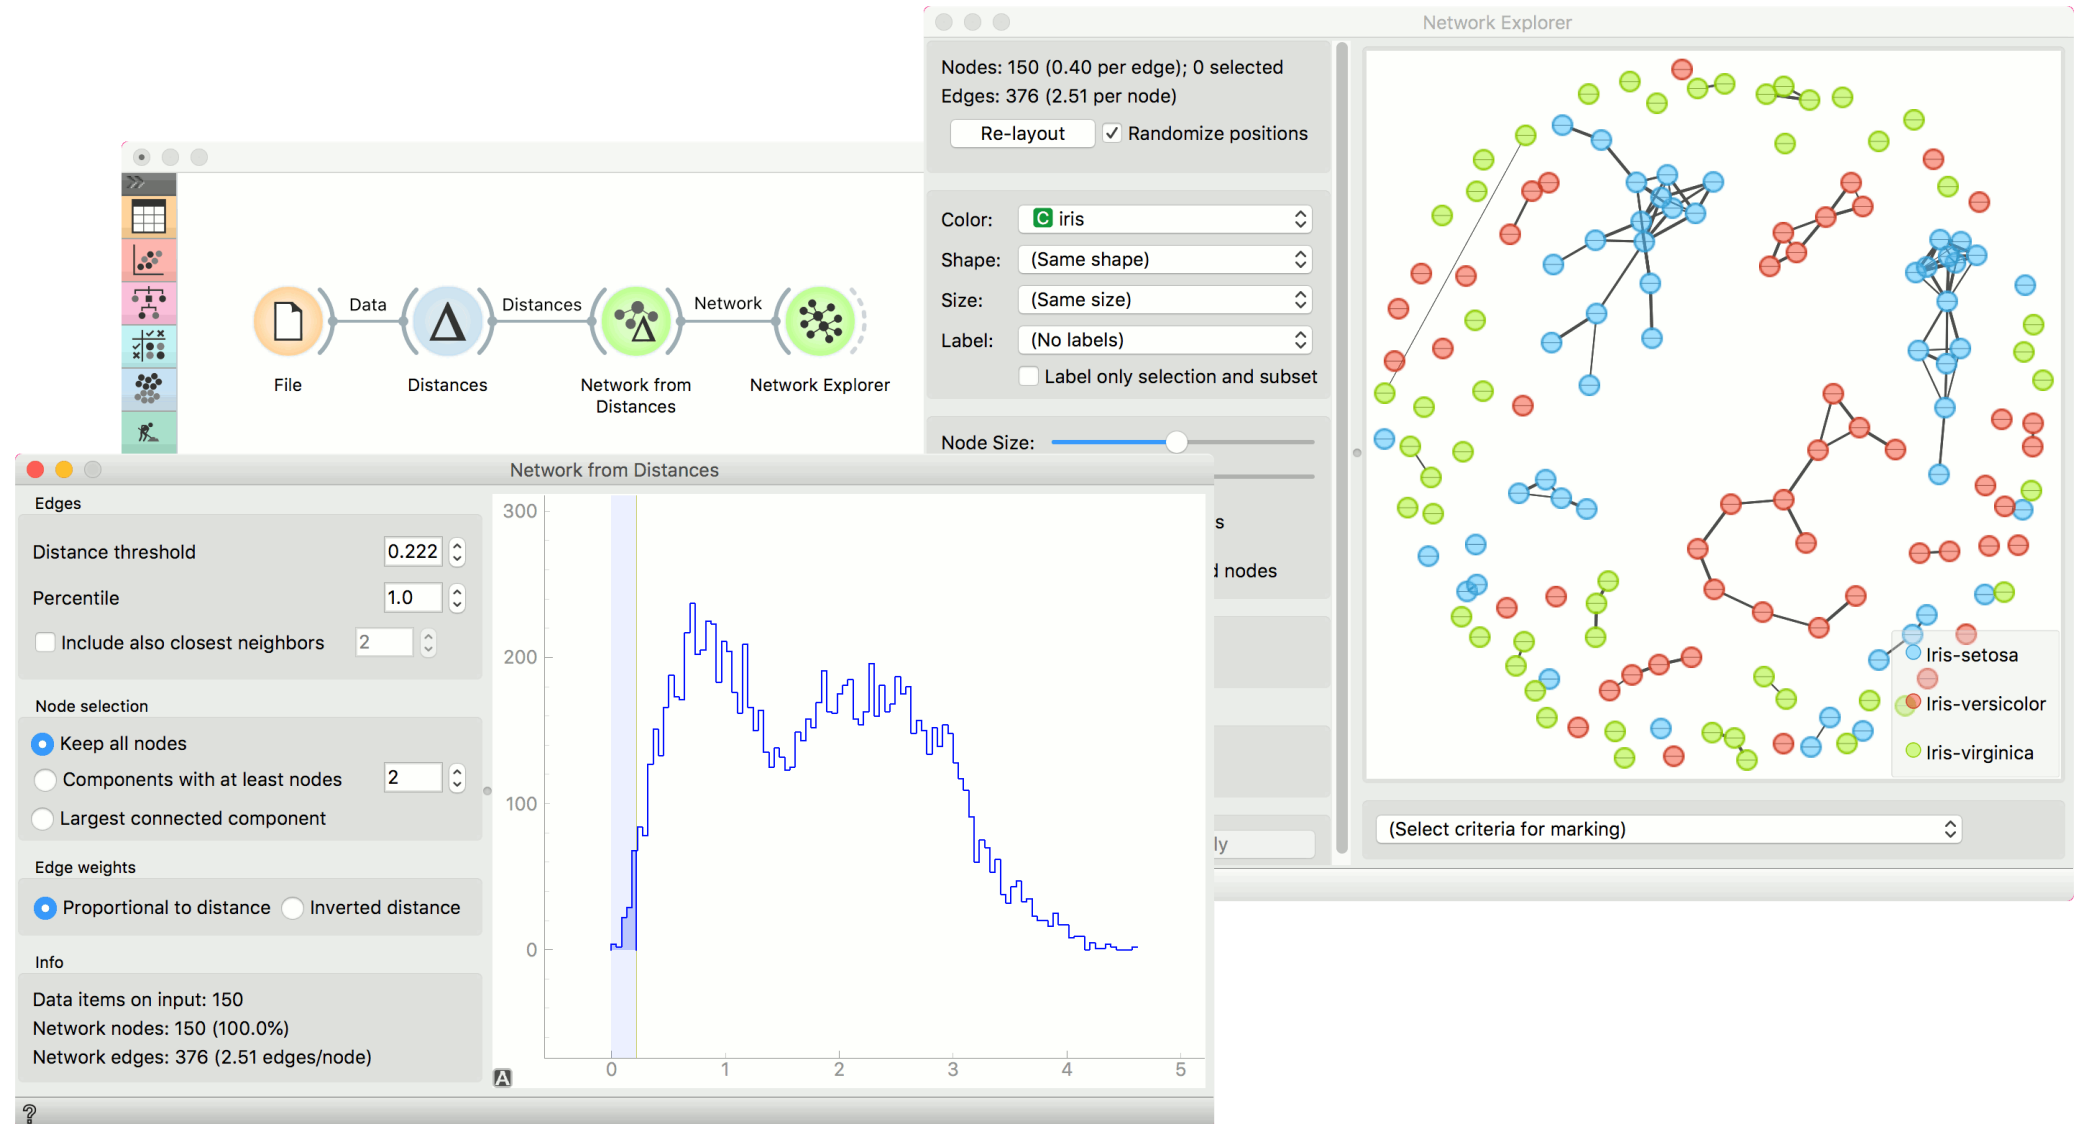 Network Explorer
Nodes: 150 (0.40 per edge); 0 selected
Edges: 376 (2.51 per node)
Re-layout
Randomize positions
Color:
C iris
Shape:
(Same shape)
Size:
(Same size)
Label:
(No labels)
Label only selection and subset
Node Size:
s
d nodes
ly
Iris-setosa
Iris-versicolor
Iris-virginica
(Select criteria for marking)
Data
Distances
Network
File
Distances
Network from
Distances
Network Explorer
Network from Distances
Edges
Distance threshold
0.222
Percentile
1.0
Include also closest neighbors
2
Node selection
Keep all nodes
Components with at least nodes
2
Largest connected component
Edge weights
Proportional to distance
Inverted distance
Info
Data items on input: 150
Network nodes: 150 (100.0%)
Network edges: 376 (2.51 edges/node)
300
200
100
0
0 1 2 3 4 5
A
?